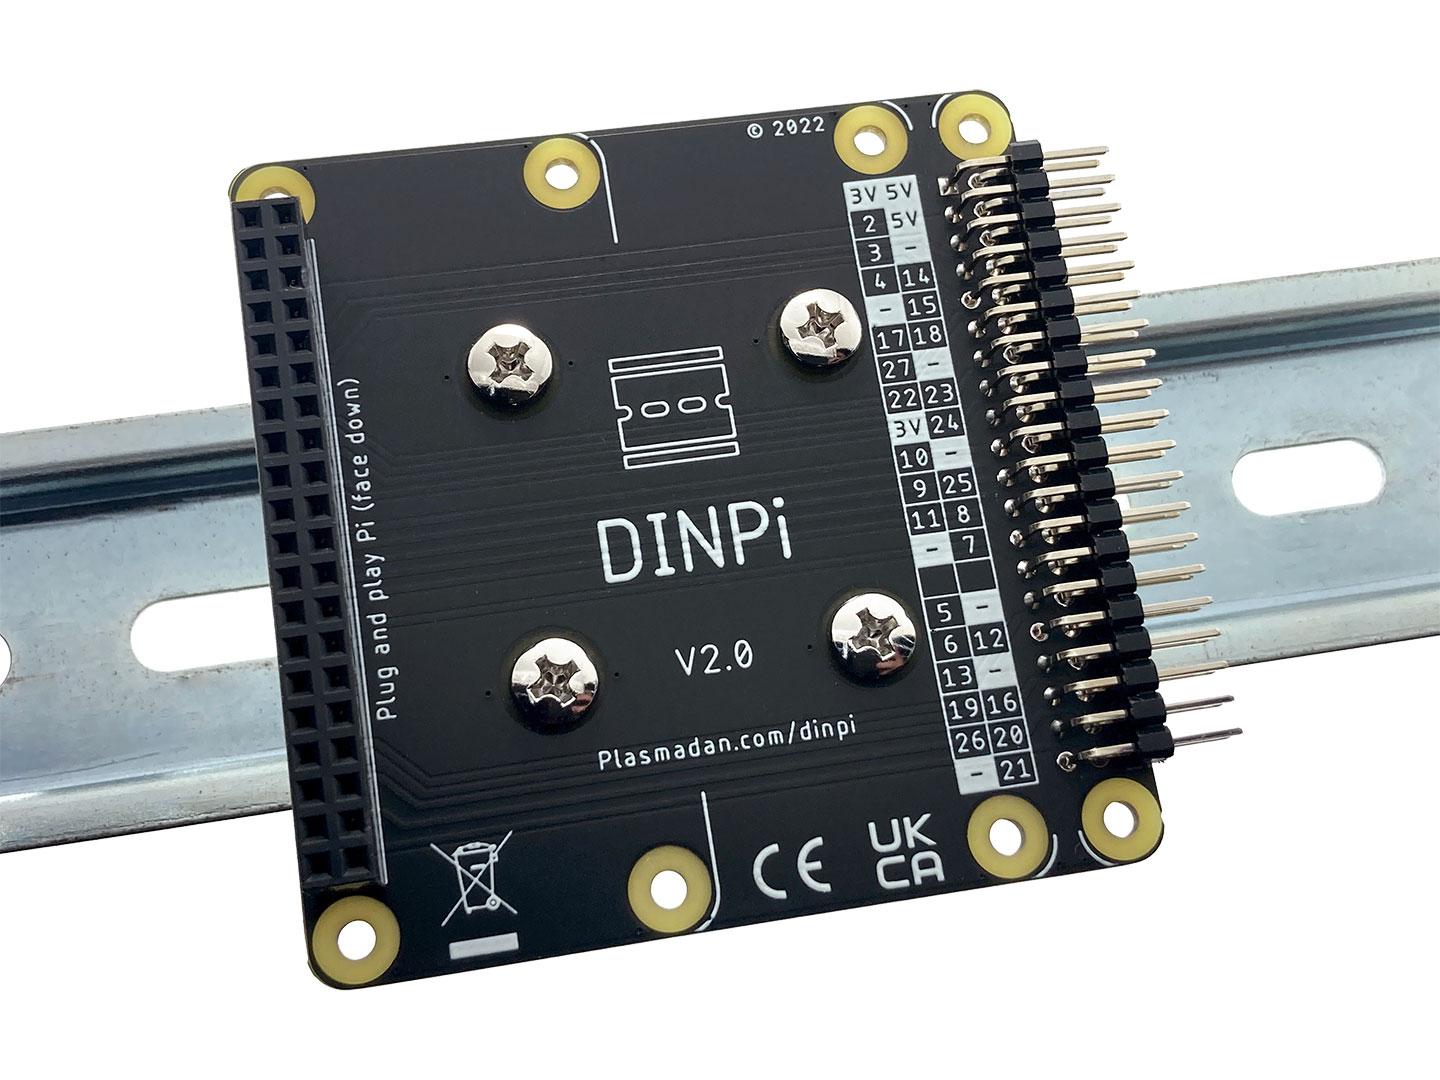 © 2022
3V 5V
2 5V
3 -
4 14
- 15
17 18
27 -
22 23
3V 24
10 -
9 25
11 8
- 7
5 -
6 12
13 -
19 16
26 20
- 21
Plug and play Pi (face down)
DINPi
V2.0
Plasmadan.com/dinpi
CE
UK
CA